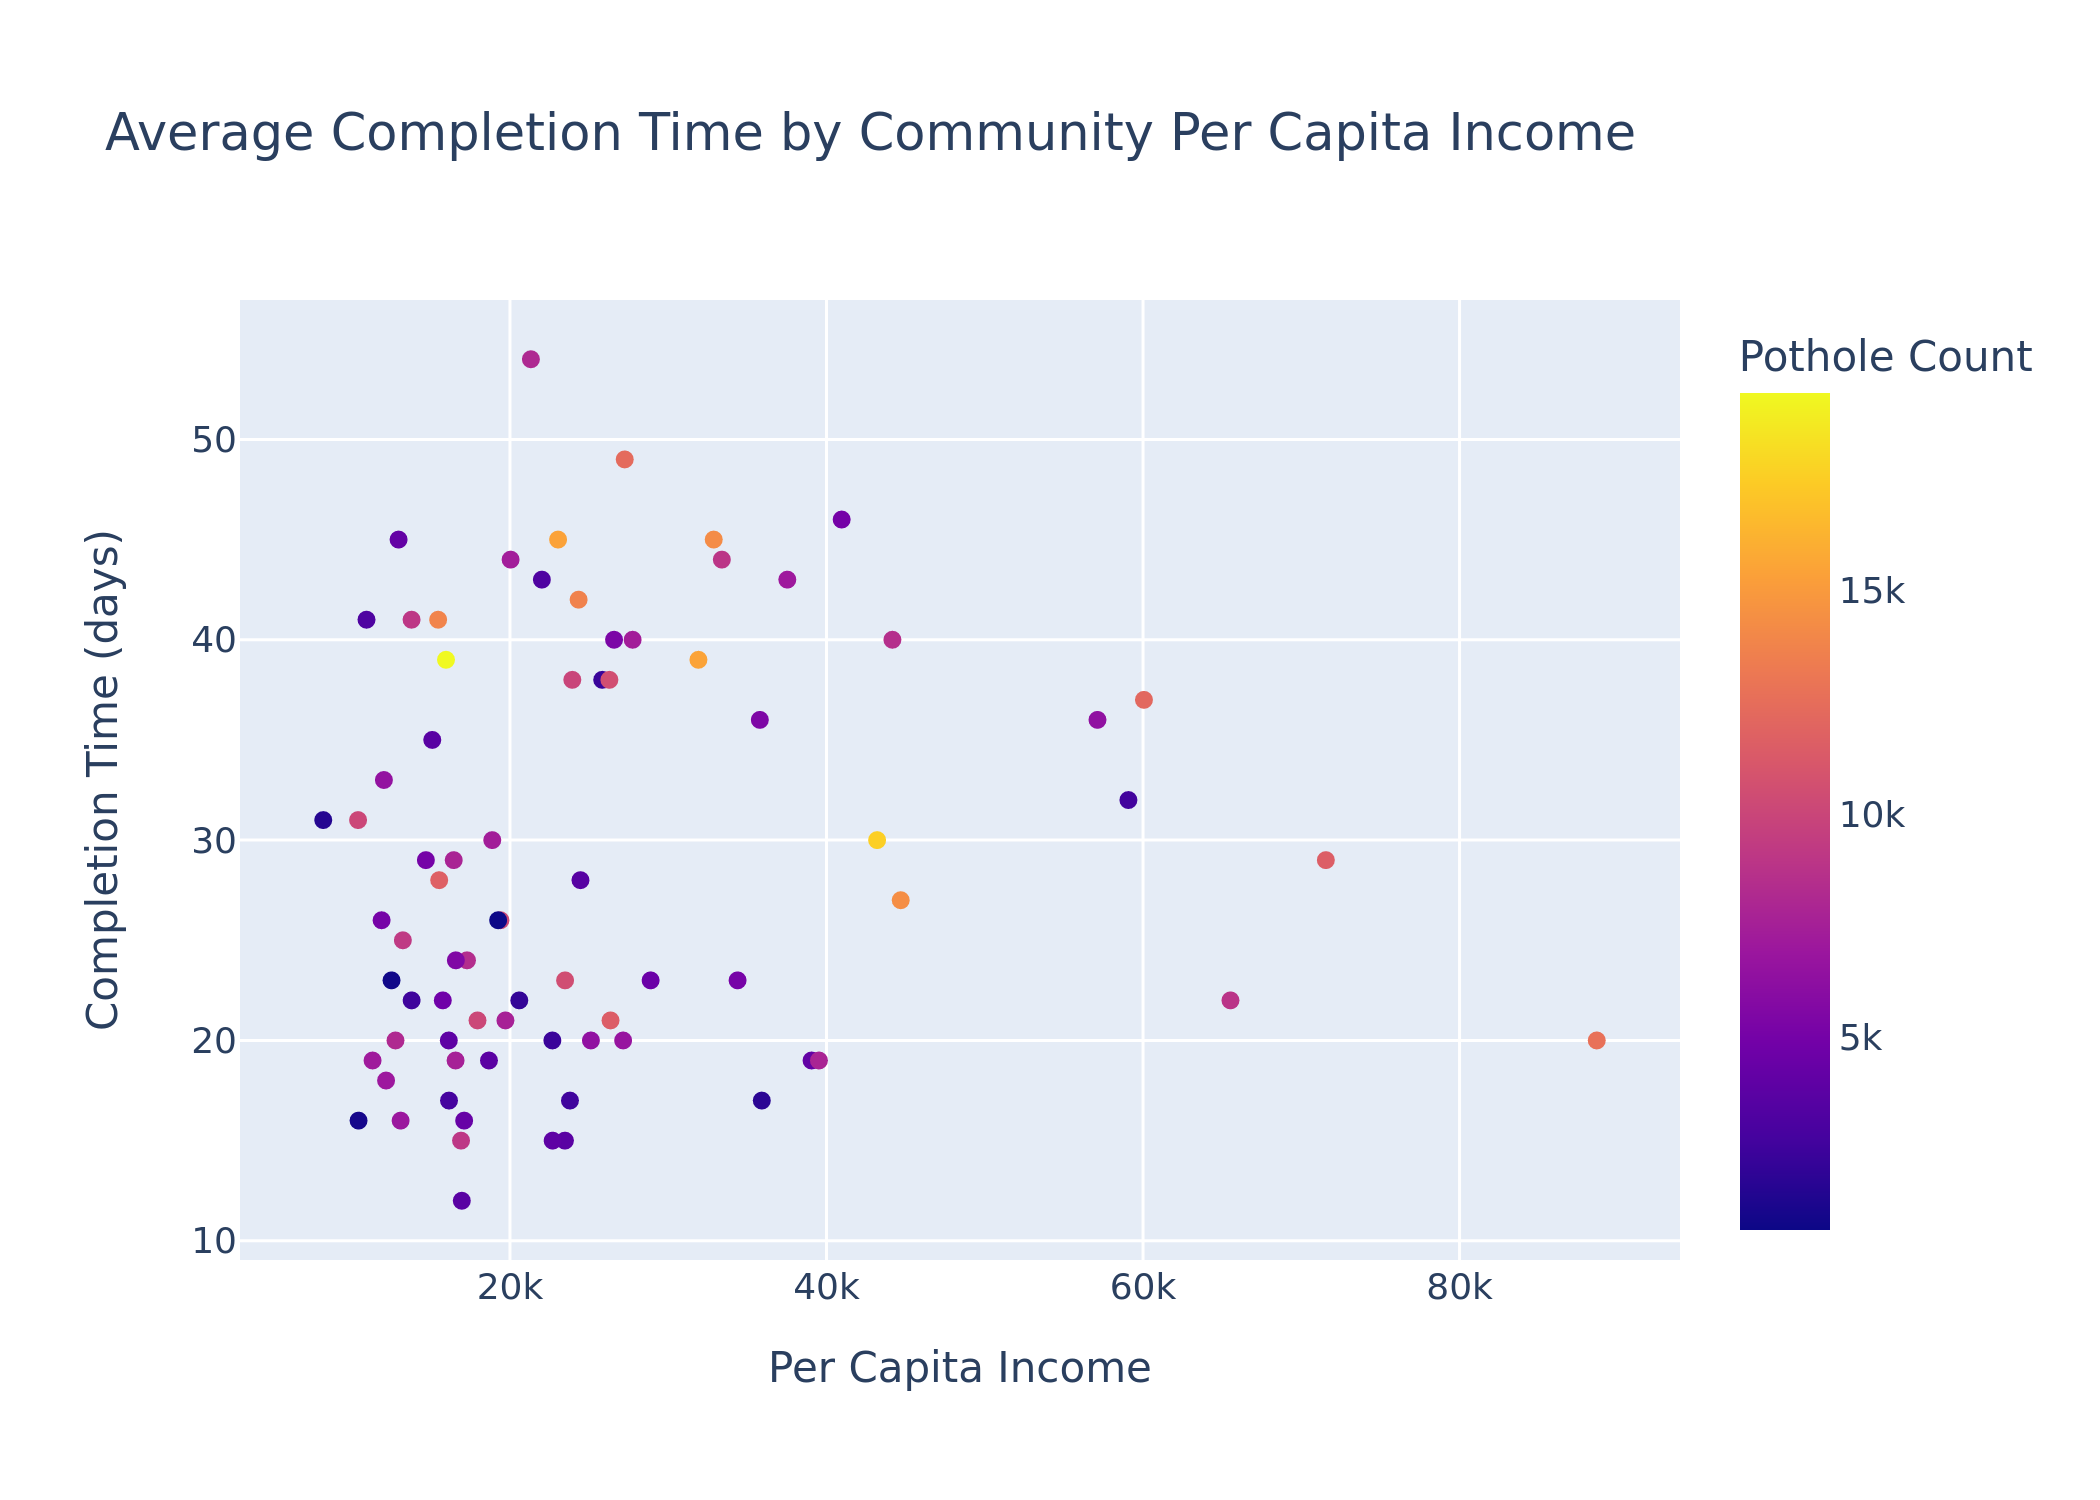 Average Completion Time by Community Per Capita Income
Pothole Count
50
40
30
20
10
Completion Time (days)
15k
10k
5k
20k 40k 60k 80k
Per Capita Income